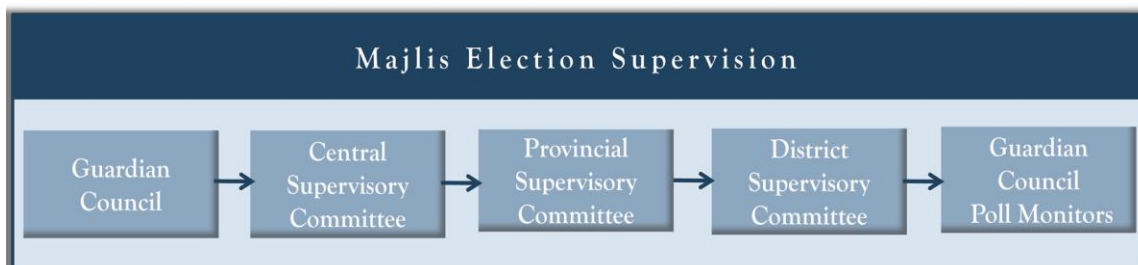 Majlis Election Supervision
Guardian
Council
Central
Supervisory
Committee
Provincial
Supervisory
Committee
District
Supervisory
Committee
Guardian
Council
Poll Monitors